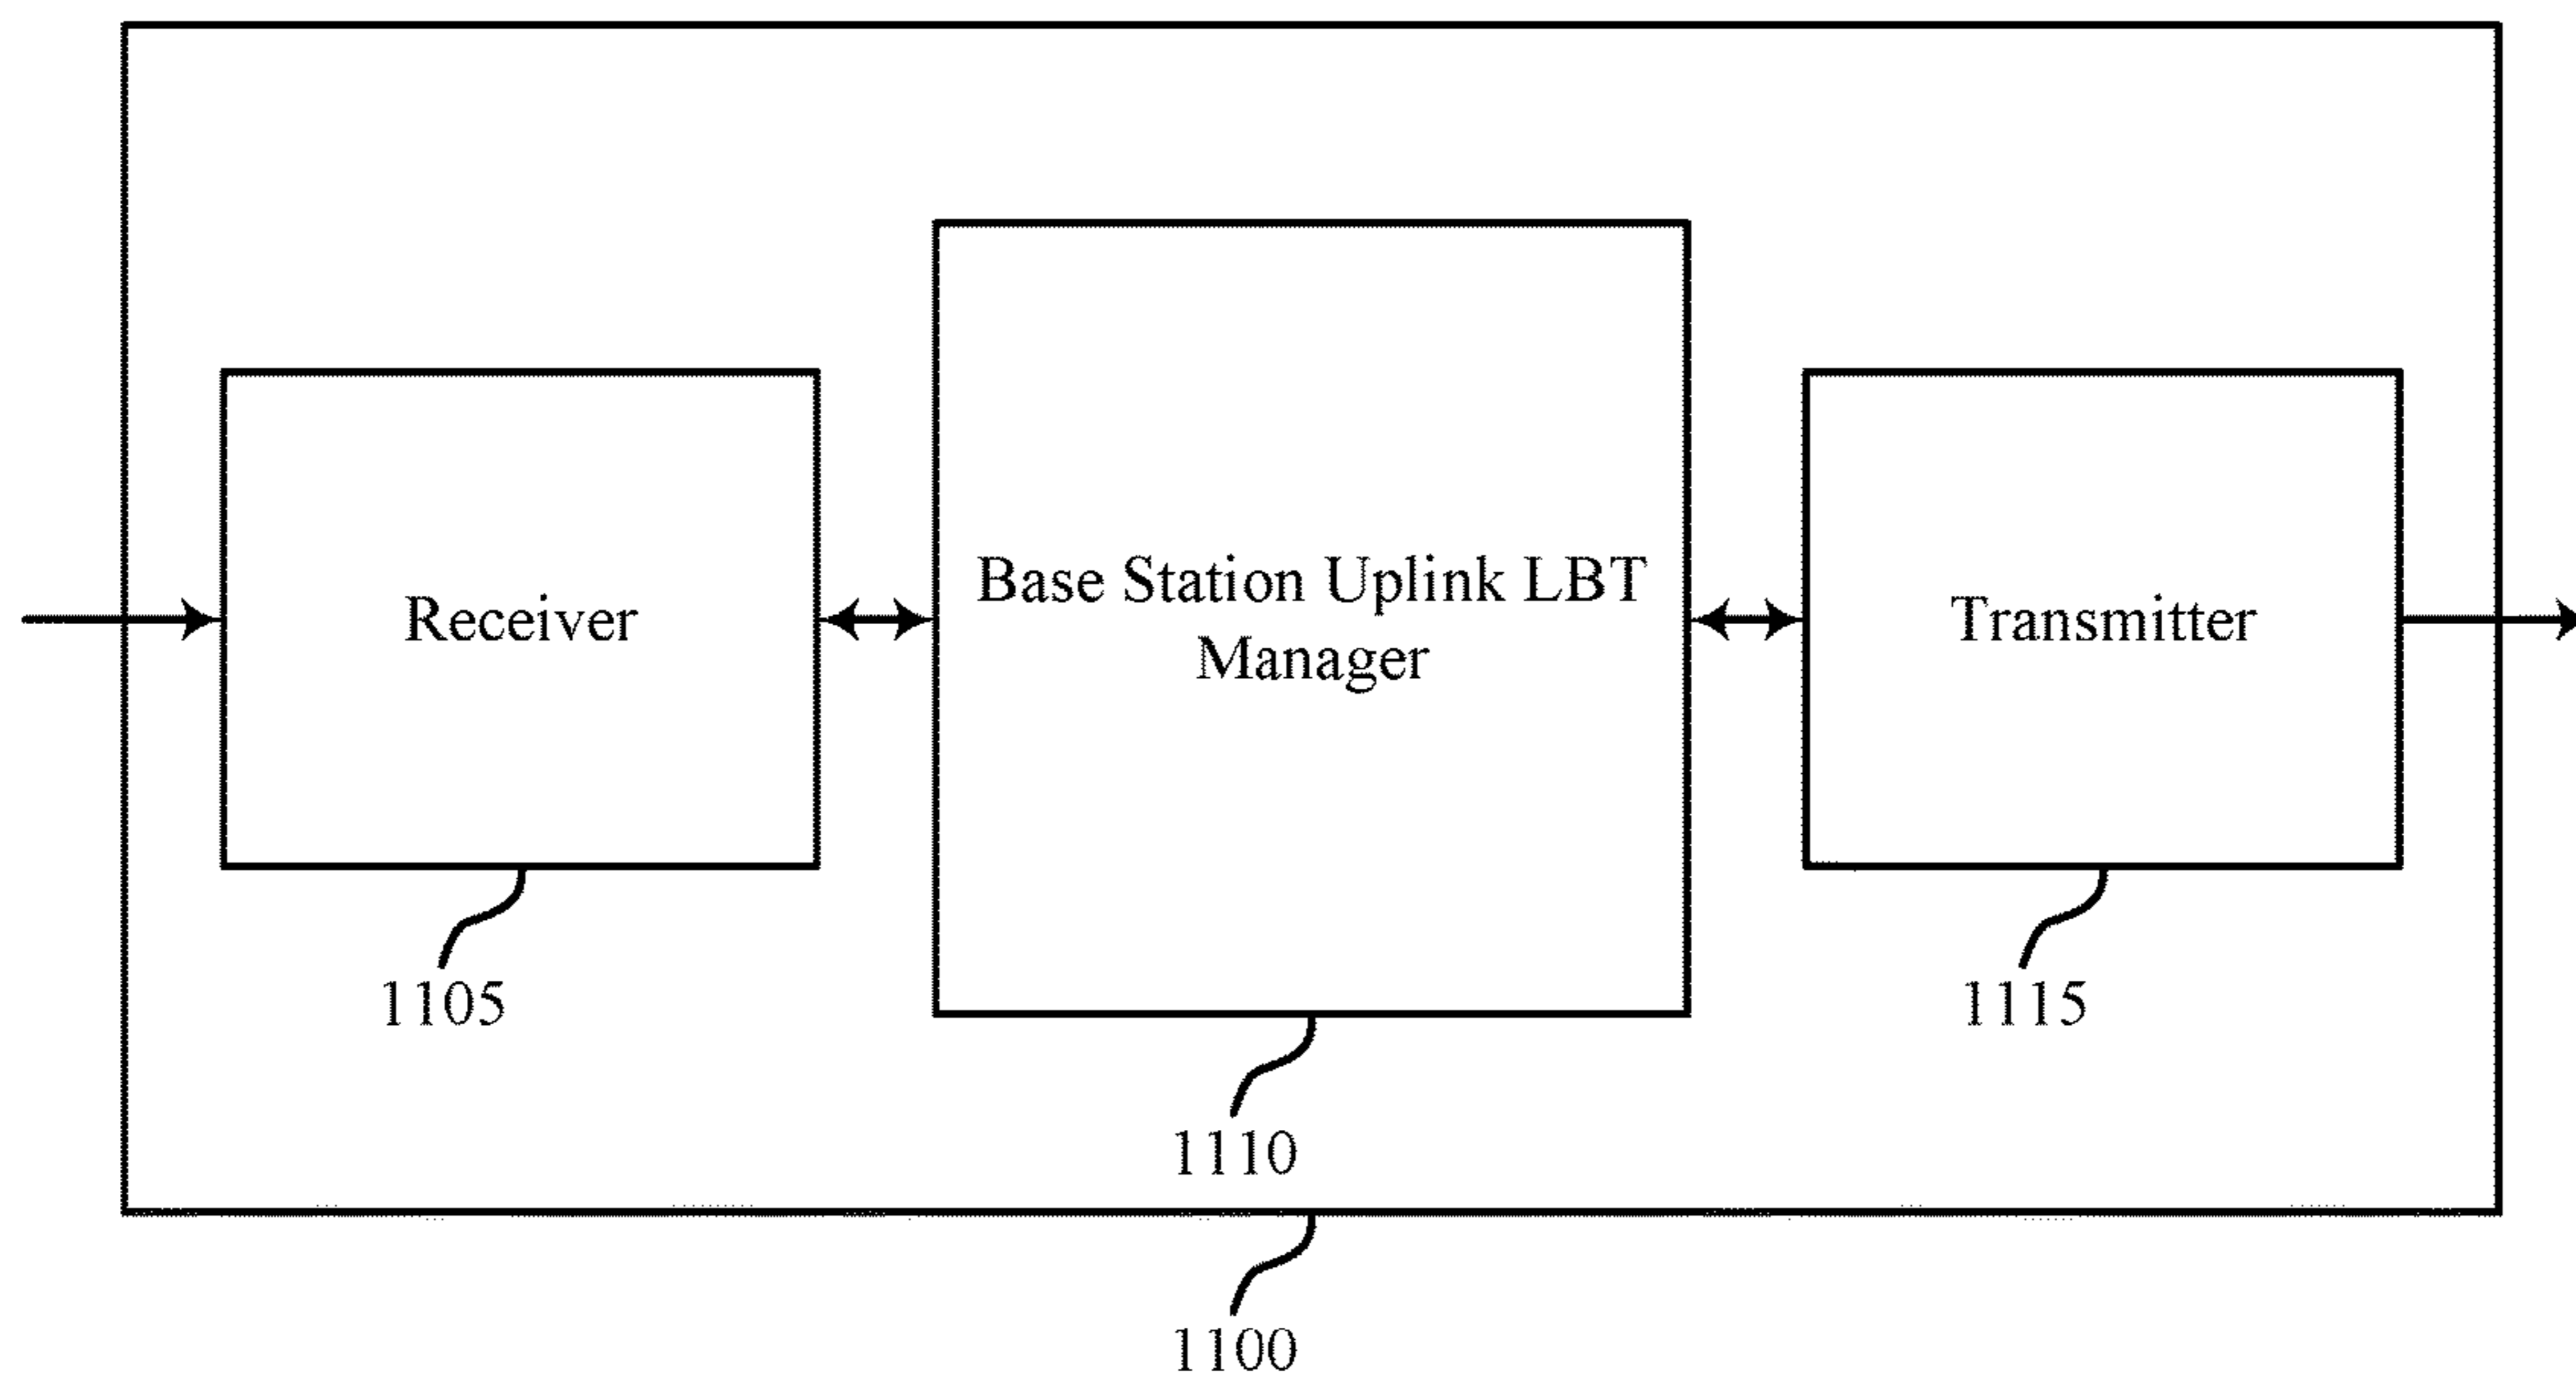 Receiver
Base Station Uplink LBT
Manager
Transmitter
1105
1115
1110
1100